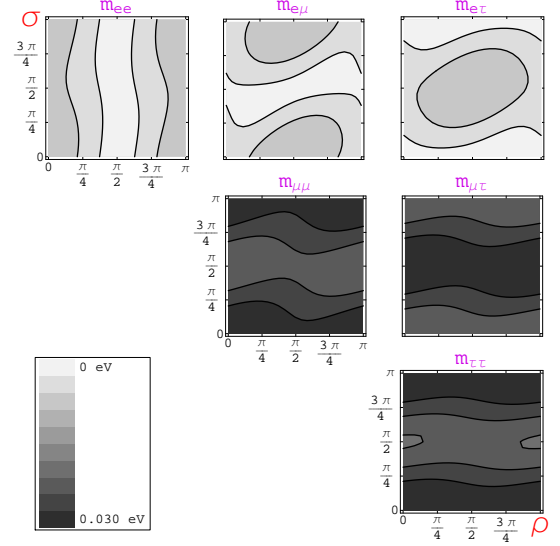 m_ee m_eμ m_eτ
σ
3π/4
π/2
π/4
0
0 π/4 π/2 3π/4 π
m_μμ m_μτ
π
3π/4
π/2
π/4
0
0 π/4 π/2 3π/4 π
m_ττ
π
3π/4
π/2
π/4
0
0 π/4 π/2 3π/4 ρ
0 eV
0.030 eV